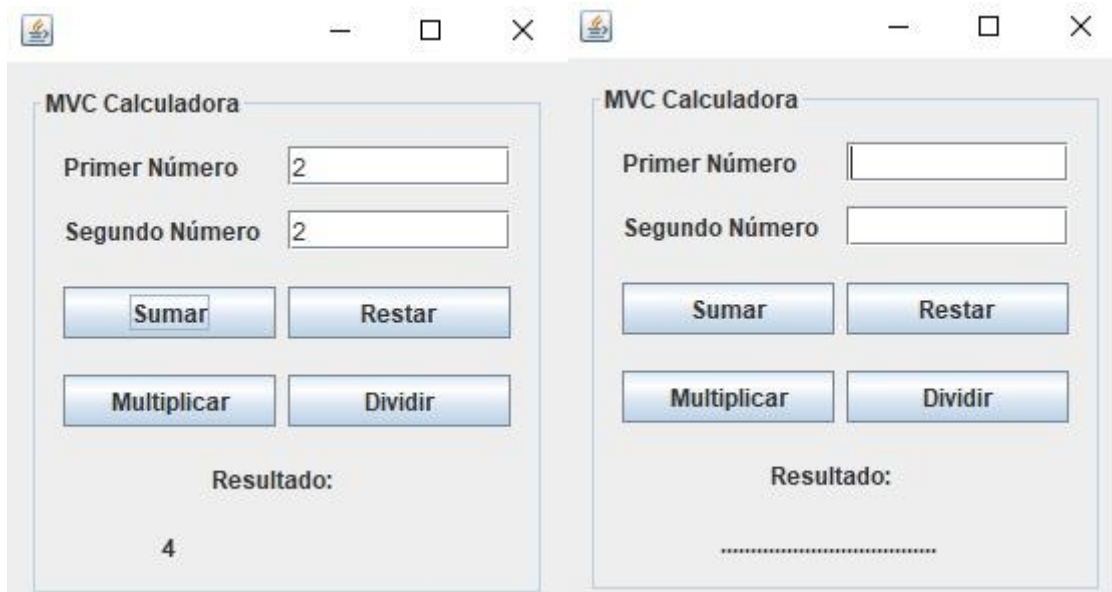 MVC Calculadora
Primer Número 2
Segundo Número 2
Sumar Restar
Multiplicar Dividir
Resultado:
4
MVC Calculadora
Primer Número
Segundo Número
Sumar Restar
Multiplicar Dividir
Resultado:
....................................